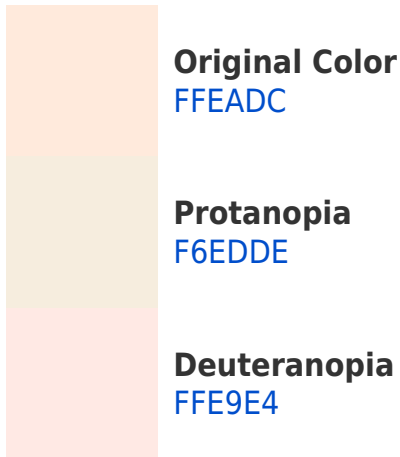 Original Color
FFEADC
Protanopia
F6EDDE
Deuteranopia
FFE9E4